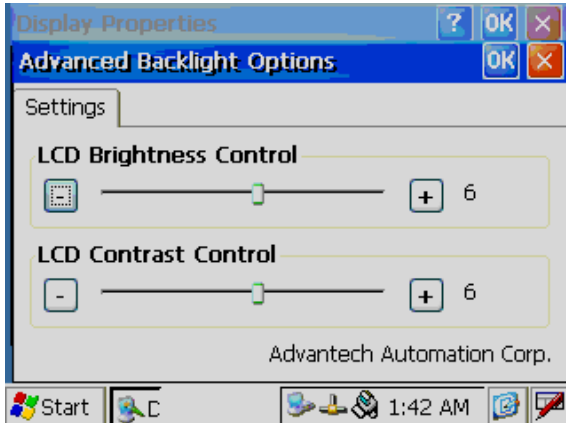 Display Properties ? OK ×
Advanced Backlight Options OK ×
Settings
LCD Brightness Control
- + 6
LCD Contrast Control
- + 6
Advantech Automation Corp.
Start D 1:42 AM